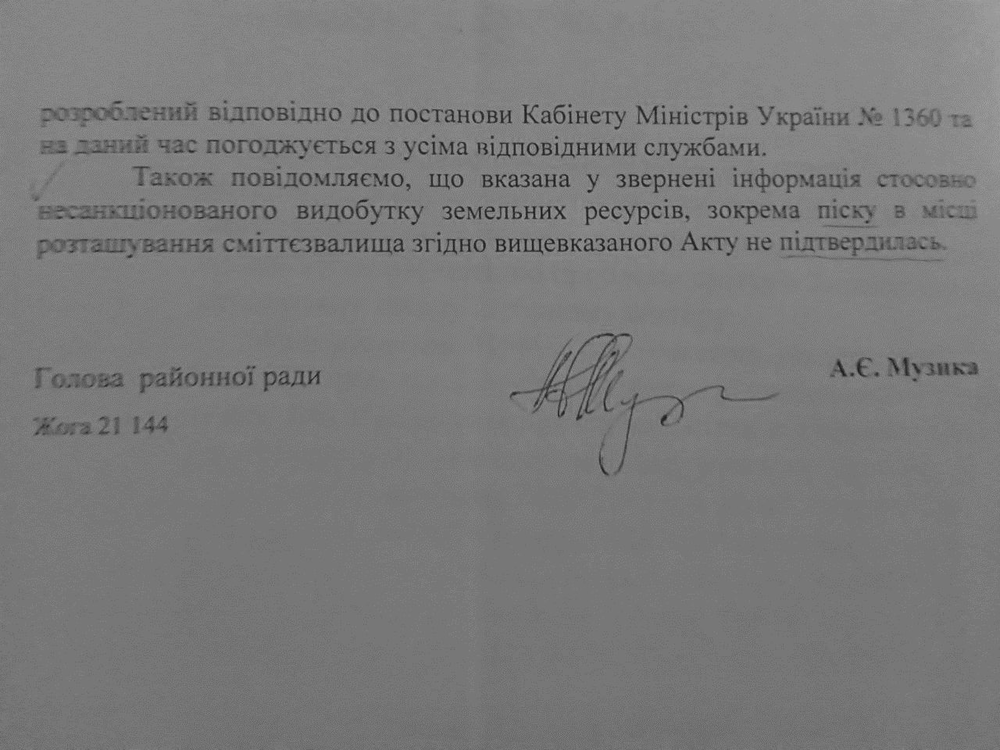 розроблений відповідно до постанови Кабінету Міністрів України № 1360 та
на даний час погоджується з усіма відповідними службами.
Також повідомляємо, що вказана у звернені інформація стосовно
несанкціонованого видобутку земельних ресурсів, зокрема піску в місці
розташування сміттєзвалища згідно вищевказаного Акту не підтвердилась.
Голова районної ради
А.Є. Музика
Жога 21 144